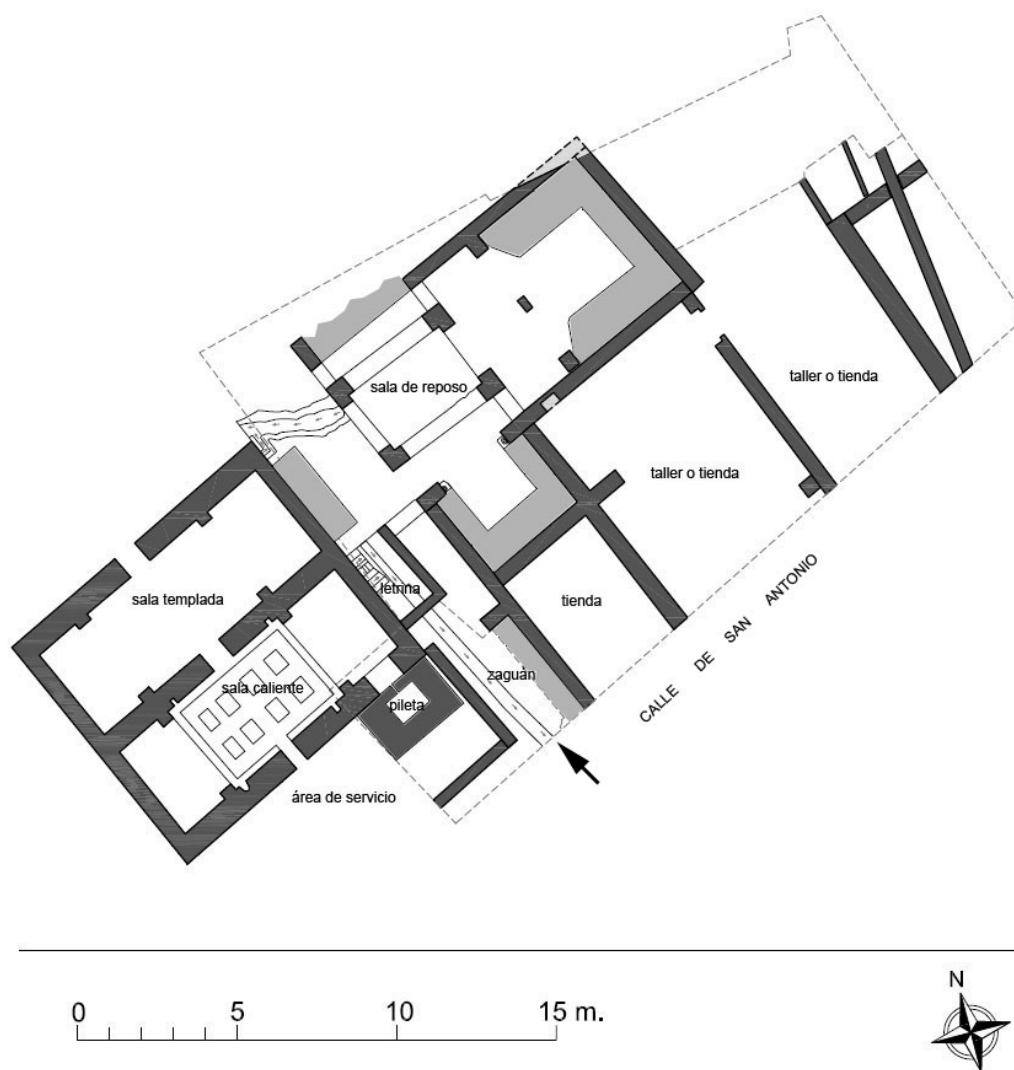 taller o tienda
sala de reposo
taller o tienda
letrina
sala templada
tienda
zaguán
sala caliente
pileta
CALLE DE SAN ANTONIO
área de servicio
0 5 10 15 m.
N